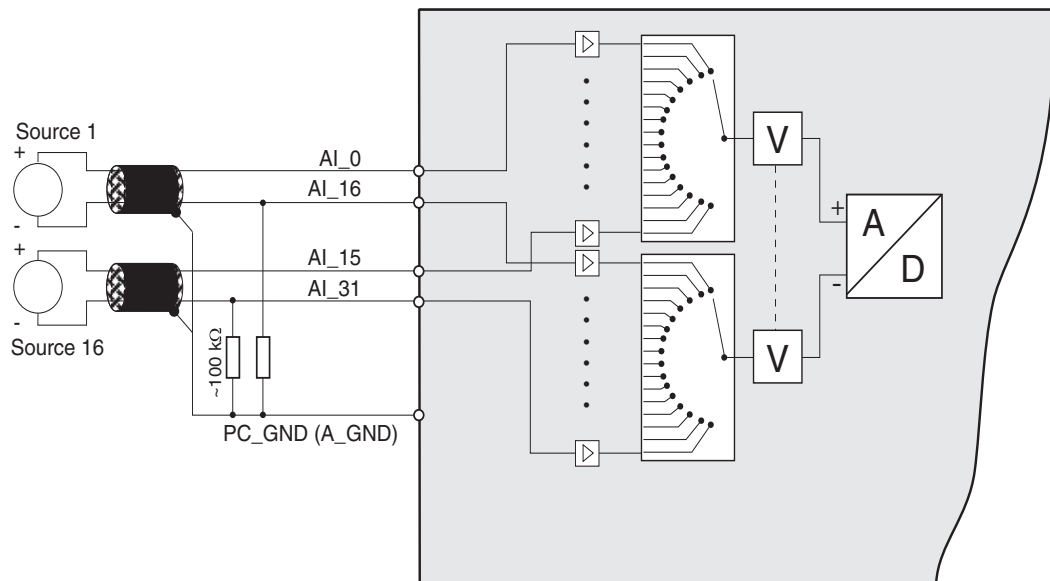 Source 1
+
-
+
-
Source 16
AI_0
AI_16
AI_15
AI_31
~100 kΩ
PC_GND (A_GND)
V
V
+
-
A
D